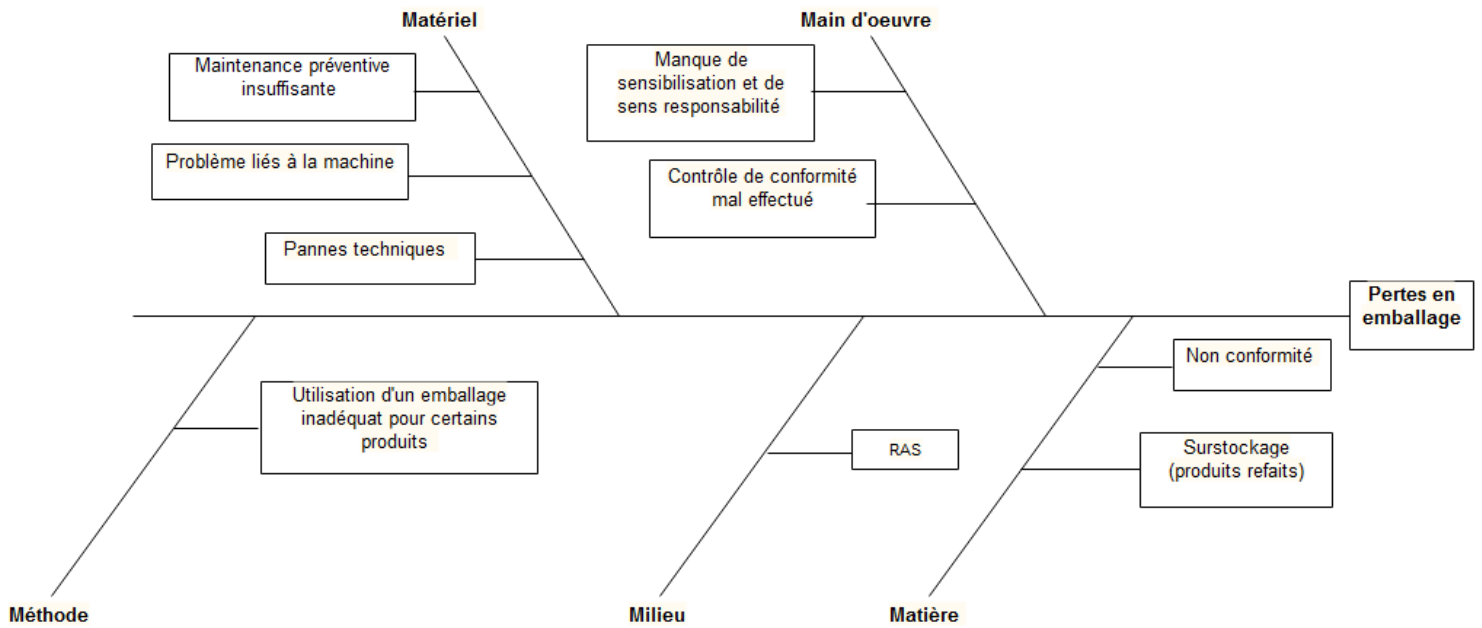 Matériel
Main d'oeuvre
Maintenance préventive
insuffisante
Manque de
sensibilisation et de
sens responsabilité
Problème liés à la machine
Contrôle de conformité
mal effectué
Pannes techniques
Pertes en
emballage
Non conformité
Utilisation d'un emballage
inadéquat pour certains
produits
RAS
Surstockage
(produits refaits)
Méthode
Milieu
Matière